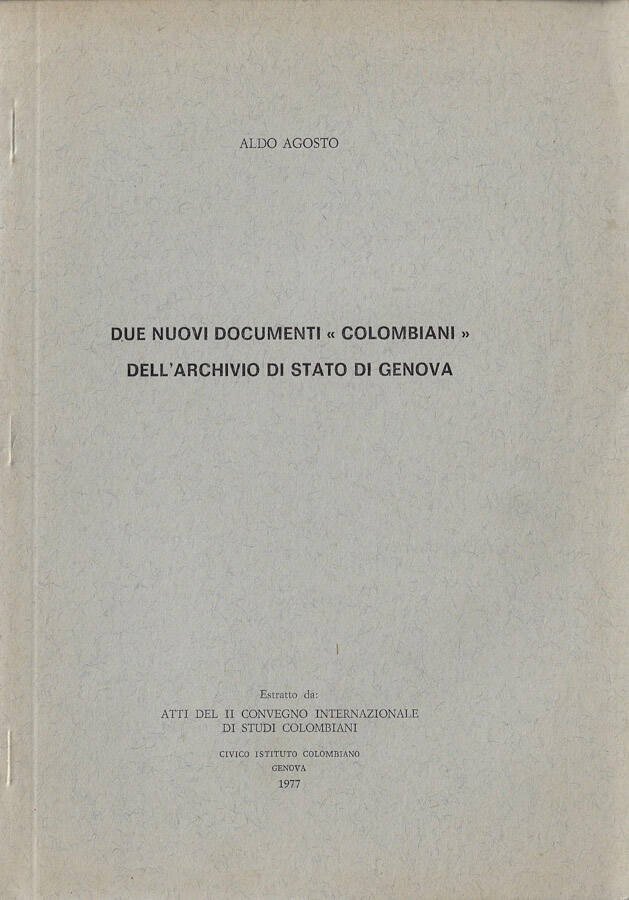 ALDO AGOSTO
DUE NUOVI DOCUMENTI « COLOMBIANI »
DELL'ARCHIVIO DI STATO DI GENOVA
Estratto da:
ATTI DEL II CONVEGNO INTERNAZIONALE
DI STUDI COLOMBIANI
CIVICO ISTITUTO COLOMBIANO
GENOVA
1977